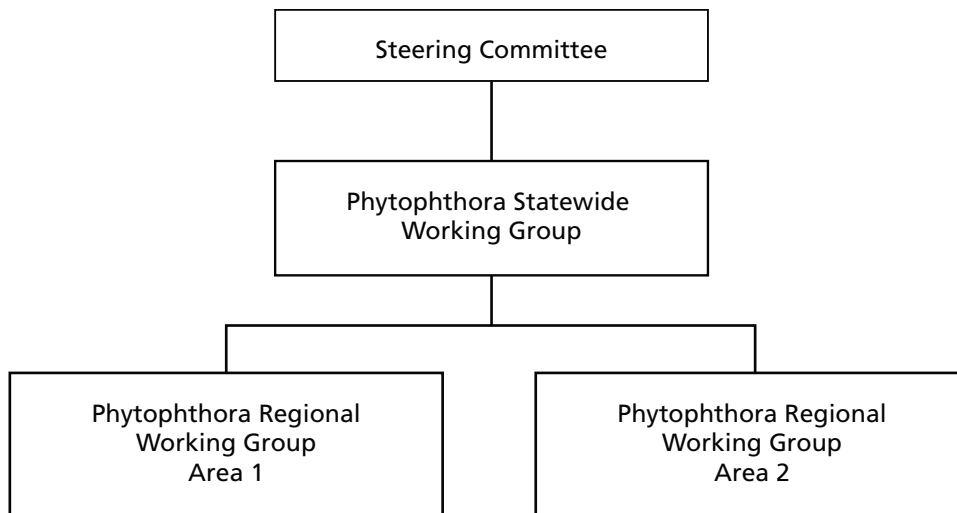 Steering Committee
Phytophthora Statewide
Working Group
Phytophthora Regional
Working Group
Area 1
Phytophthora Regional
Working Group
Area 2